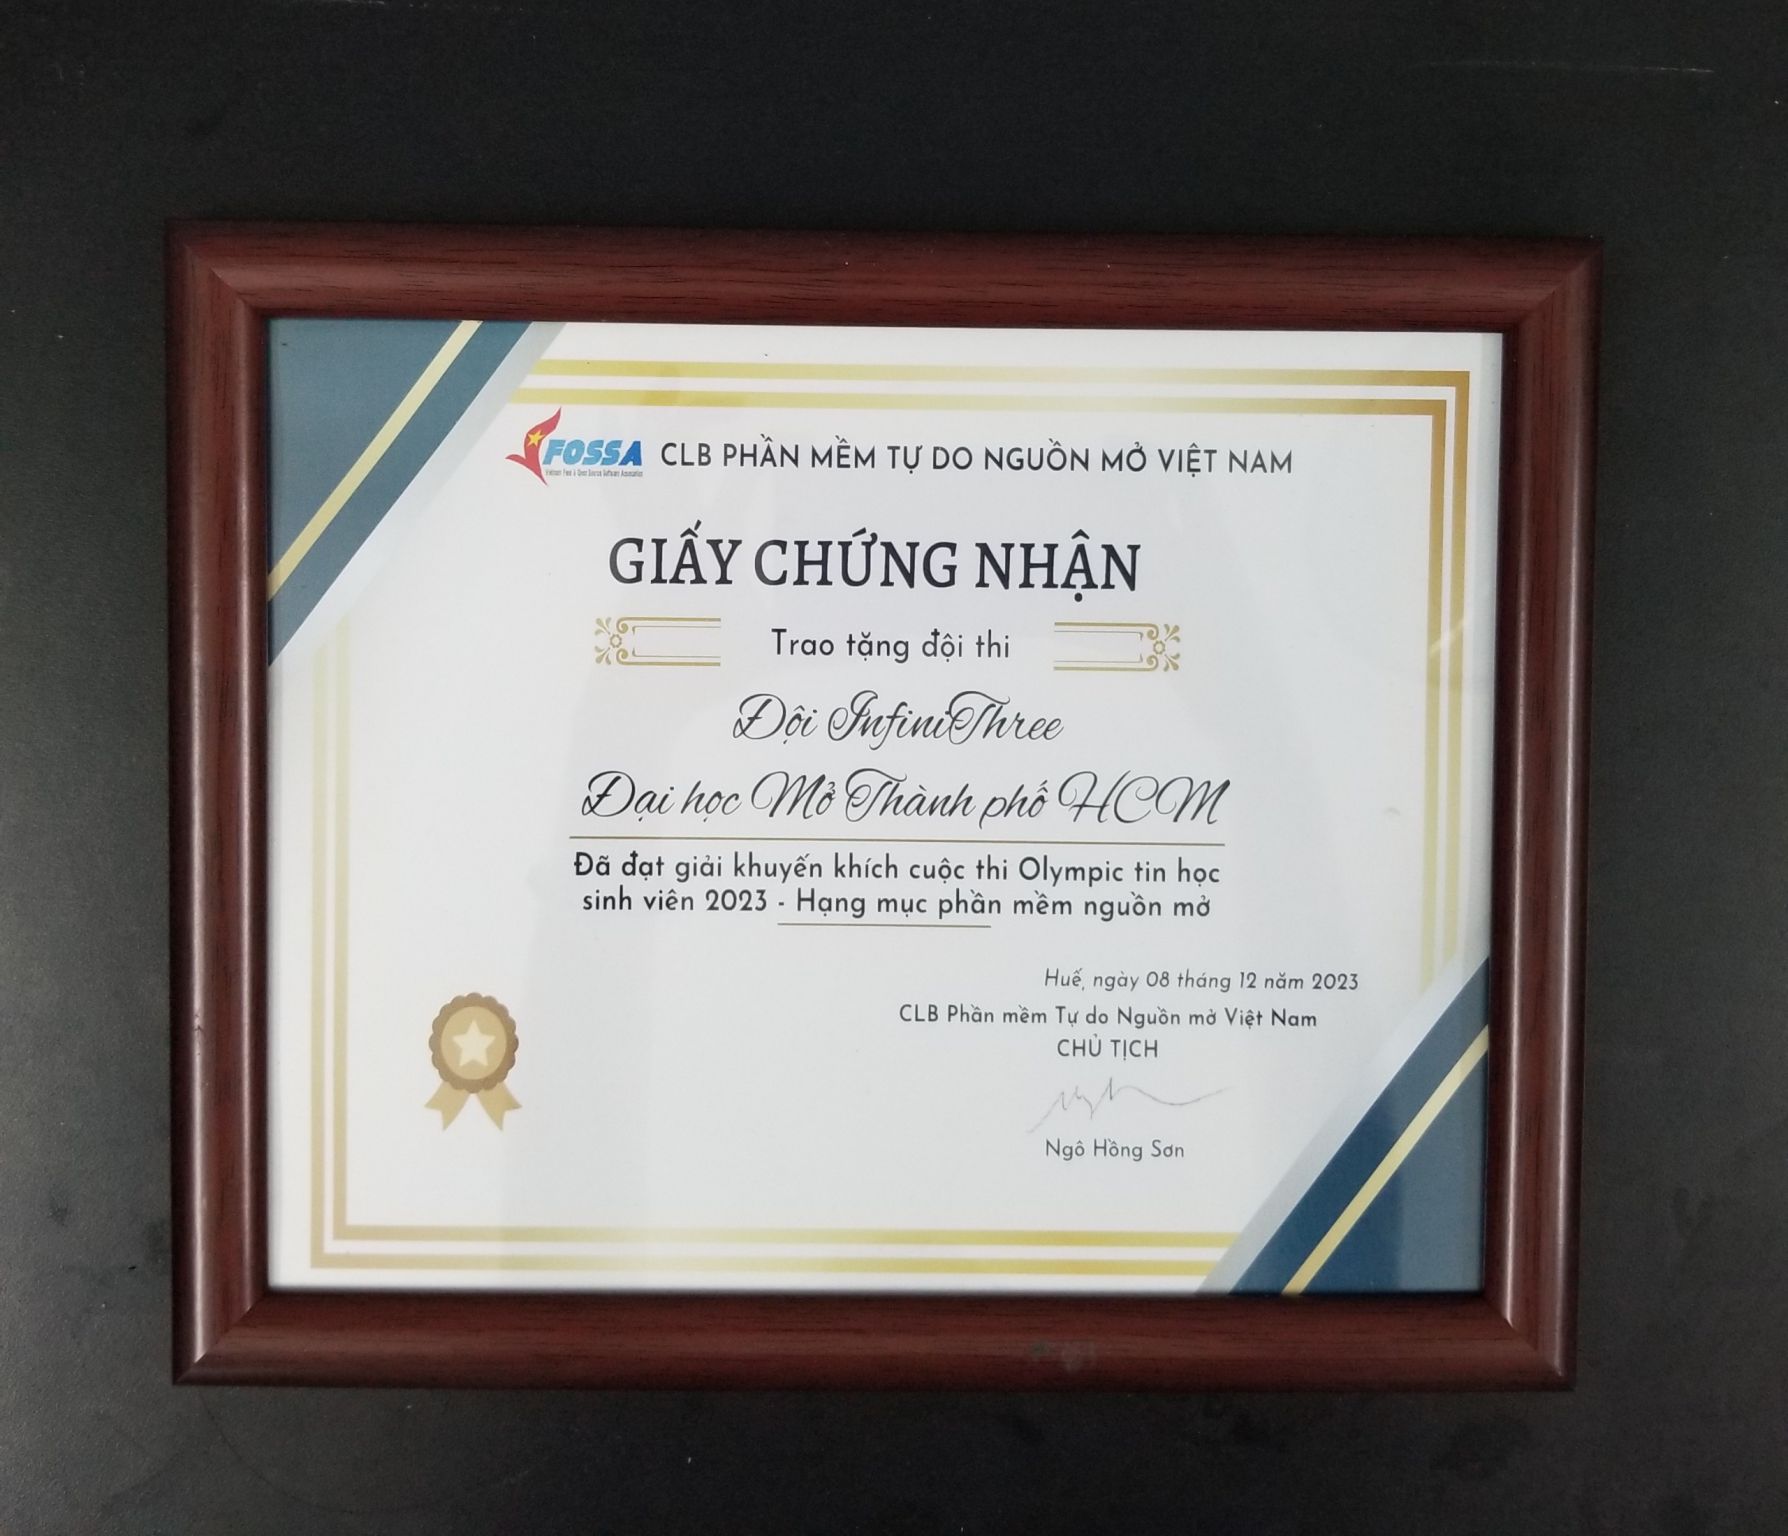 VFOSSA CLB PHẦN MỀM TỰ DO NGUỒN MỞ VIỆT NAM
Vietnam Free & Open Source Software Association
GIẤY CHỨNG NHẬN
Trao tặng đội thi
Đội InfiniThree
Đại học Mở Thành phố HCM
Đã đạt giải khuyến khích cuộc thi Olympic tin học
sinh viên 2023 - Hạng mục phần mềm nguồn mở
Huế, ngày 08 tháng 12 năm 2023
CLB Phần mềm Tự do Nguồn mở Việt Nam
CHỦ TỊCH
Ngô Hồng Sơn